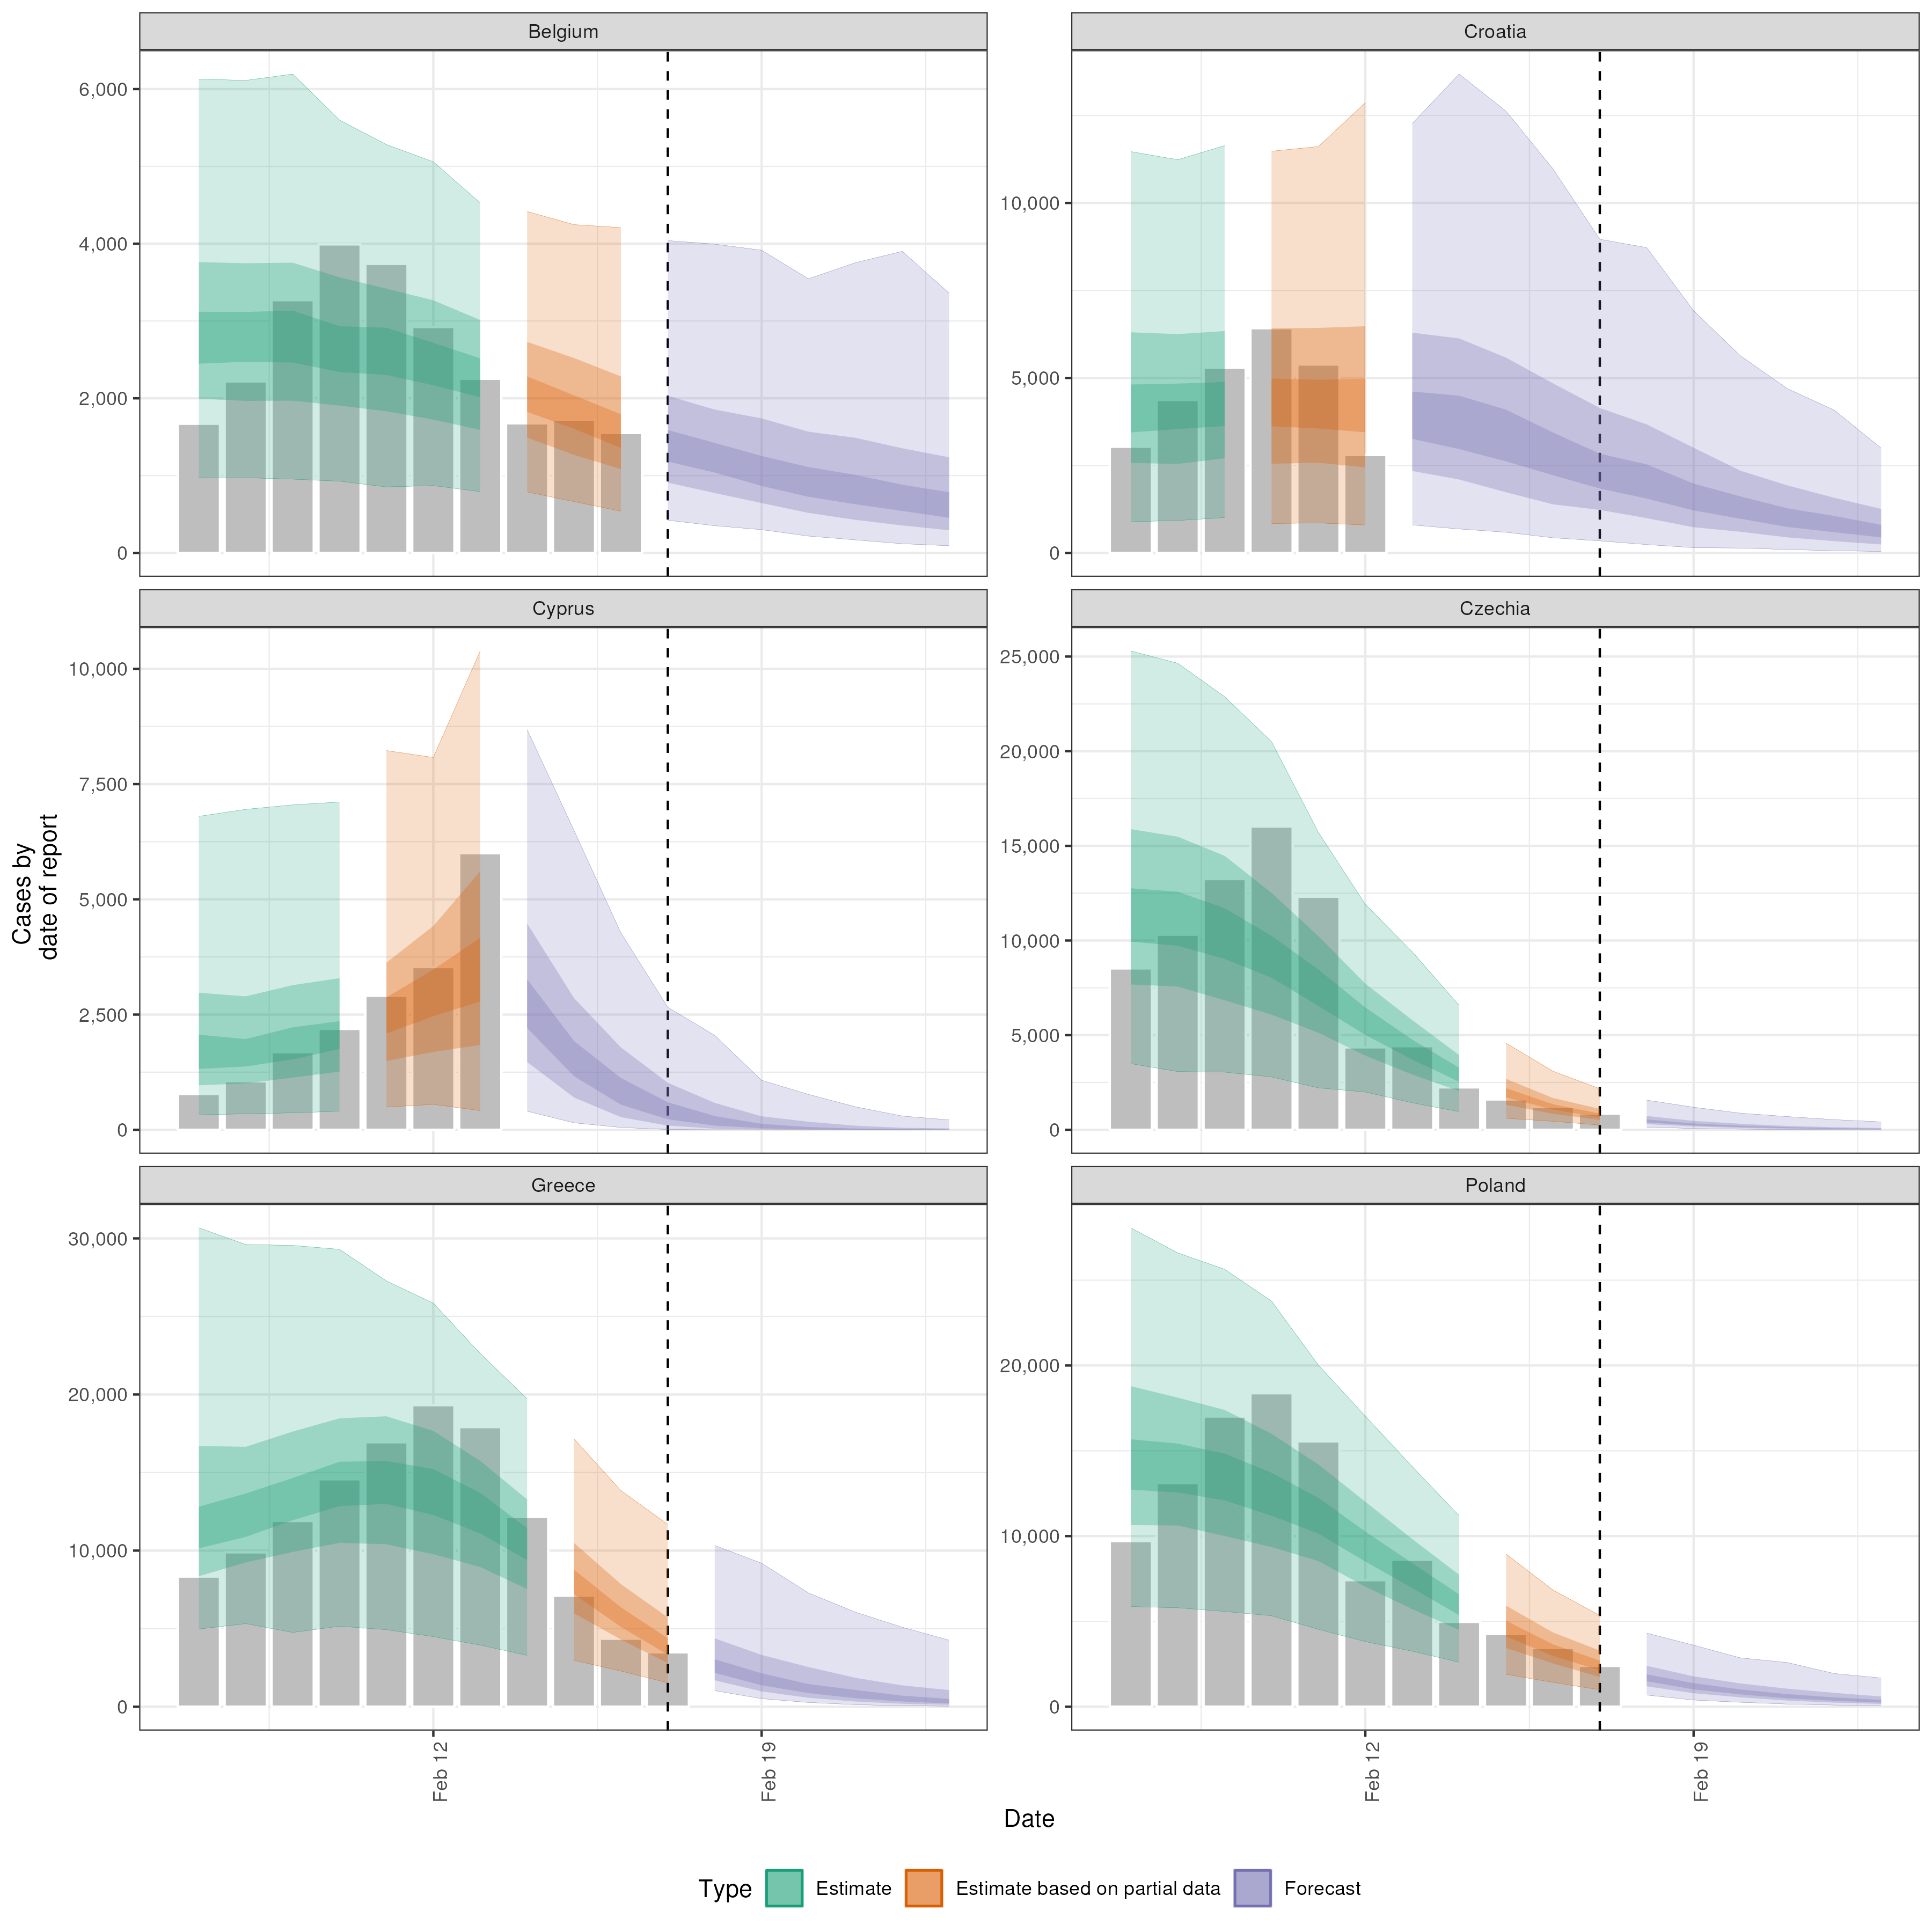 Belgium
Croatia
6,000
4,000
2,000
0
10,000
5,000
0
Cyprus
Czechia
10,000
7,500
5,000
2,500
0
25,000
20,000
15,000
10,000
5,000
0
Cases by
date of report
Greece
Poland
30,000
20,000
10,000
0
20,000
10,000
0
Feb 12
Feb 19
Feb 12
Feb 19
Date
Type
Estimate
Estimate based on partial data
Forecast